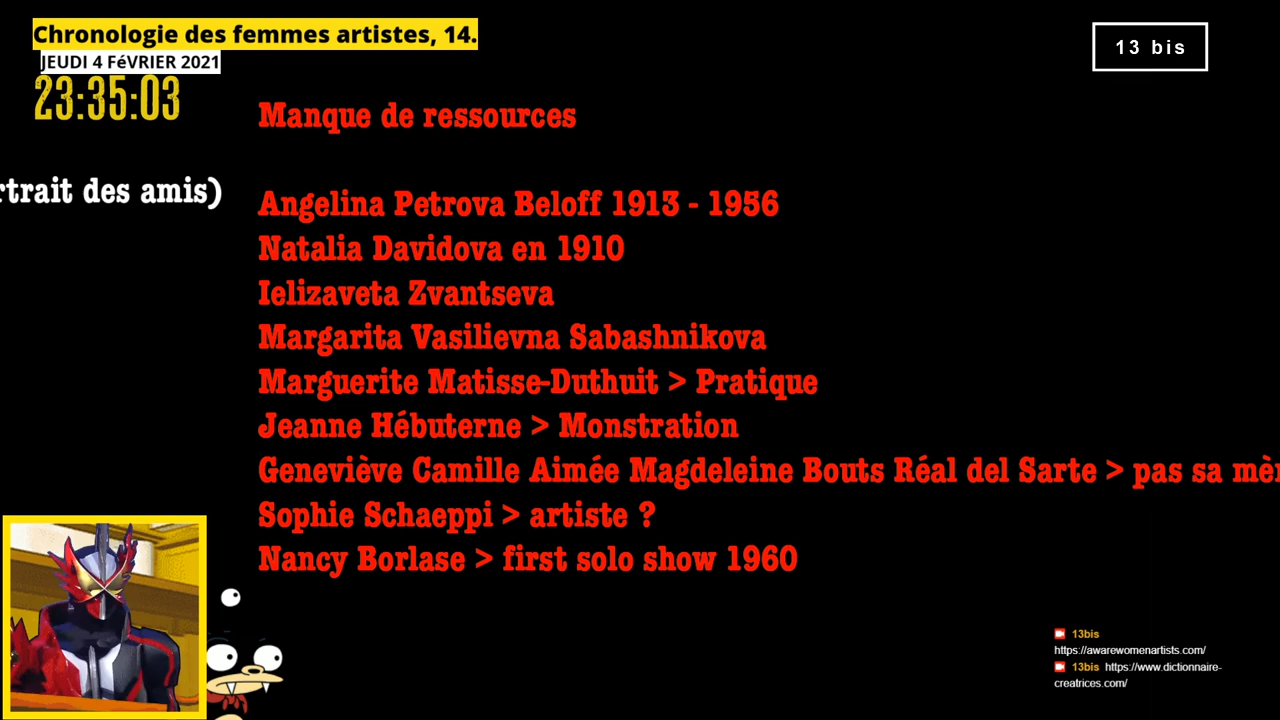 Chronologie des femmes artistes, 14.
13 bis
JEUDI 4 FéVRIER 2021
23:35:03
Manque de ressources
rtrait des amis)
Angelina Petrova Beloff 1913 - 1956
Natalia Davidova en 1910
Ielizaveta Zvantseva
Margarita Vasilievna Sabashnikova
Marguerite Matisse-Duthuit > Pratique
Jeanne Hébuterne > Monstration
Geneviève Camille Aimée Magdeleine Bouts Réal del Sarte > pas sa
Sophie Schaeppi > artiste ?
Nancy Borlase > first solo show 1960
13bis
https://awarewomenartists.com/
13bis https://www.dictionnaire-
creatrices.com/